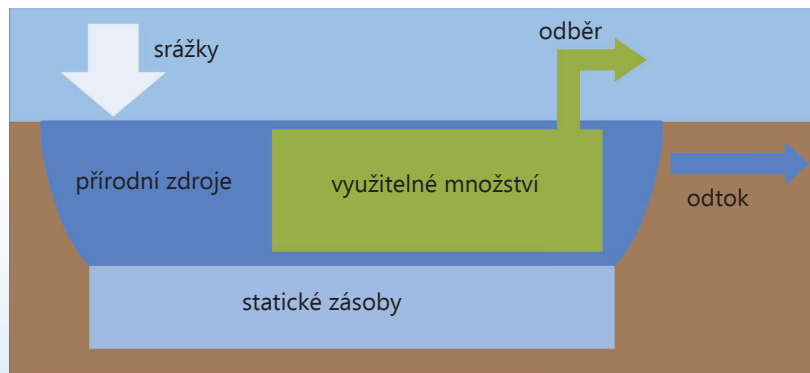 srážky
odběr
přírodní zdroje
využitelné množství
odtok
statické zásoby